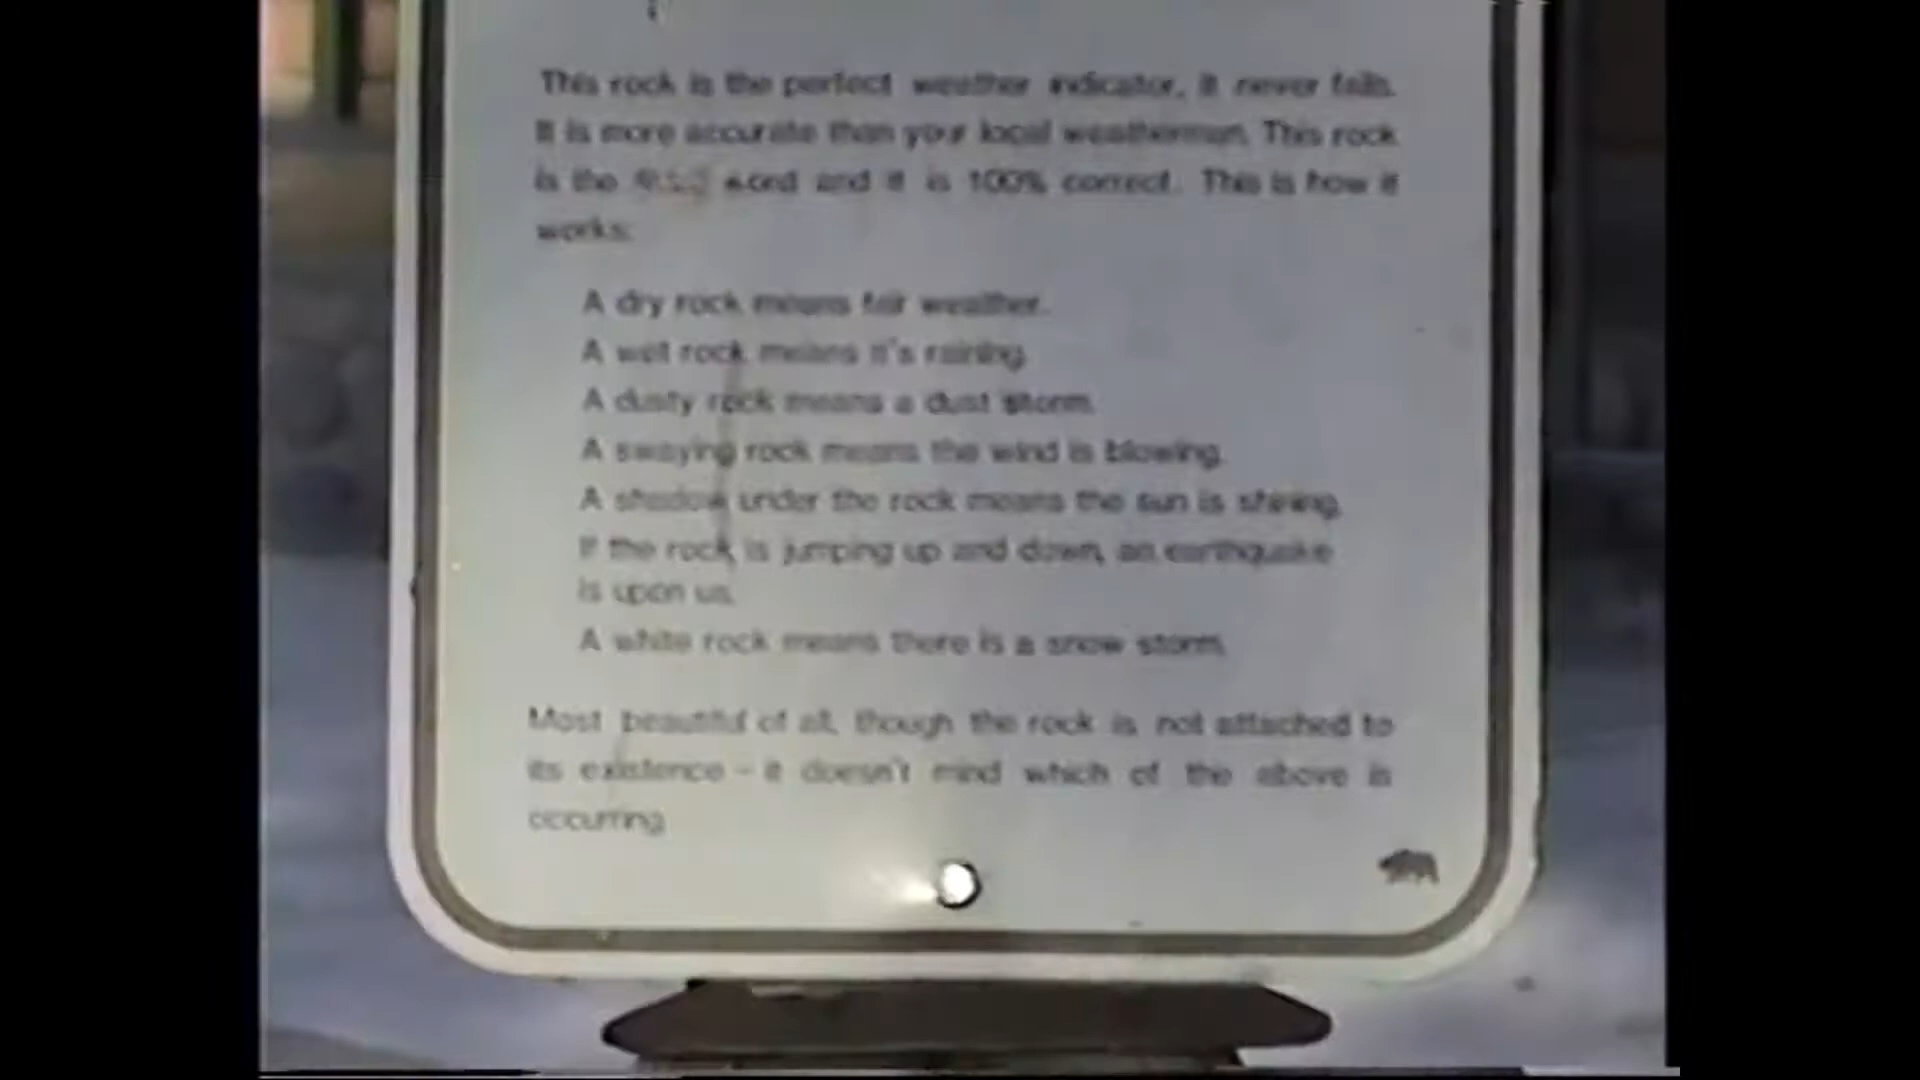 This rock is the perfect weather indicator, it never fails.
It is more accurate than your local weatherman. This rock
is the word and it is 100% correct. This is how it
works:
A dry rock means fair weather.
A wet rock means it's raining.
A dusty rock means a dust storm.
A swaying rock means the wind is blowing.
A shadow under the rock means the sun is shining.
If the rock is jumping up and down, an earthquake
is upon us.
A white rock means there is a snow storm.
Most beautiful of all, though the rock is not attached to
its existence - it doesn't mind which of the above is
occurring.